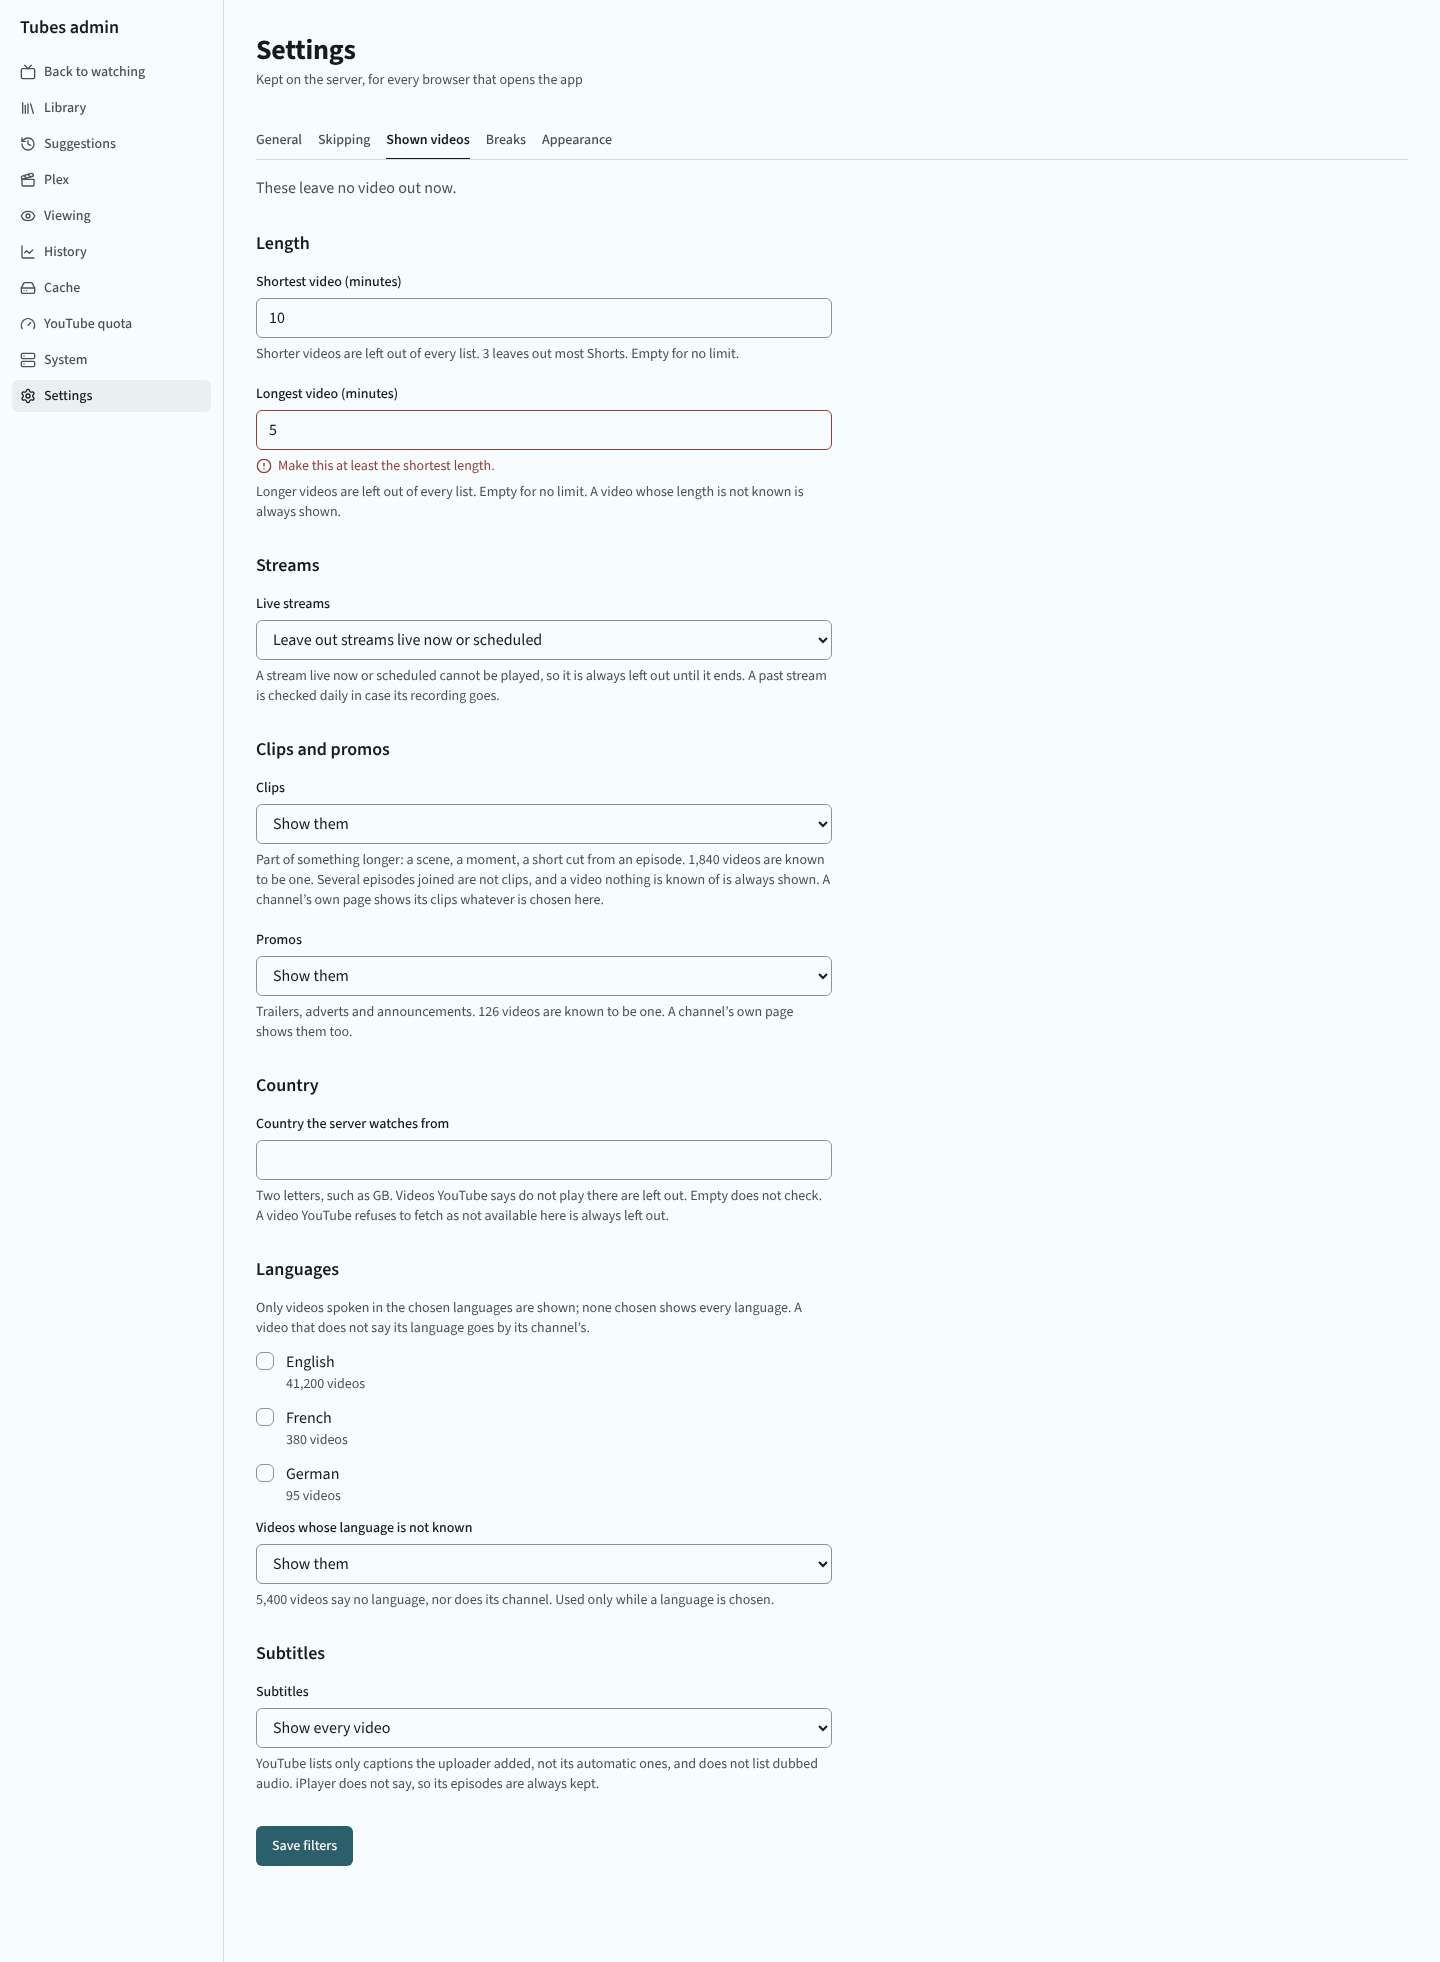 Tubes admin
Back to watching
Library
Suggestions
Plex
Viewing
History
Cache
YouTube quota
System
Settings
Settings
Kept on the server, for every browser that opens the app
General Skipping Shown videos Breaks Appearance
These leave no video out now.
Length
Shortest video (minutes)
10
Shorter videos are left out of every list. 3 leaves out most Shorts. Empty for no limit.
Longest video (minutes)
5
Make this at least the shortest length.
Longer videos are left out of every list. Empty for no limit. A video whose length is not known is
always shown.
Streams
Live streams
Leave out streams live now or scheduled
A stream live now or scheduled cannot be played, so it is always left out until it ends. A past stream
is checked daily in case its recording goes.
Clips and promos
Clips
Show them
Part of something longer: a scene, a moment, a short cut from an episode. 1,840 videos are known
to be one. Several episodes joined are not clips, and a video nothing is known of is always shown. A
channel’s own page shows its clips whatever is chosen here.
Promos
Show them
Trailers, adverts and announcements. 126 videos are known to be one. A channel’s own page
shows them too.
Country
Country the server watches from
Two letters, such as GB. Videos YouTube says do not play there are left out. Empty does not check.
A video YouTube refuses to fetch as not available here is always left out.
Languages
Only videos spoken in the chosen languages are shown; none chosen shows every language. A
video that does not say its language goes by its channel’s.
English
41,200 videos
French
380 videos
German
95 videos
Videos whose language is not known
Show them
5,400 videos say no language, nor does its channel. Used only while a language is chosen.
Subtitles
Subtitles
Show every video
YouTube lists only captions the uploader added, not its automatic ones, and does not list dubbed
audio. iPlayer does not say, so its episodes are always kept.
Save filters